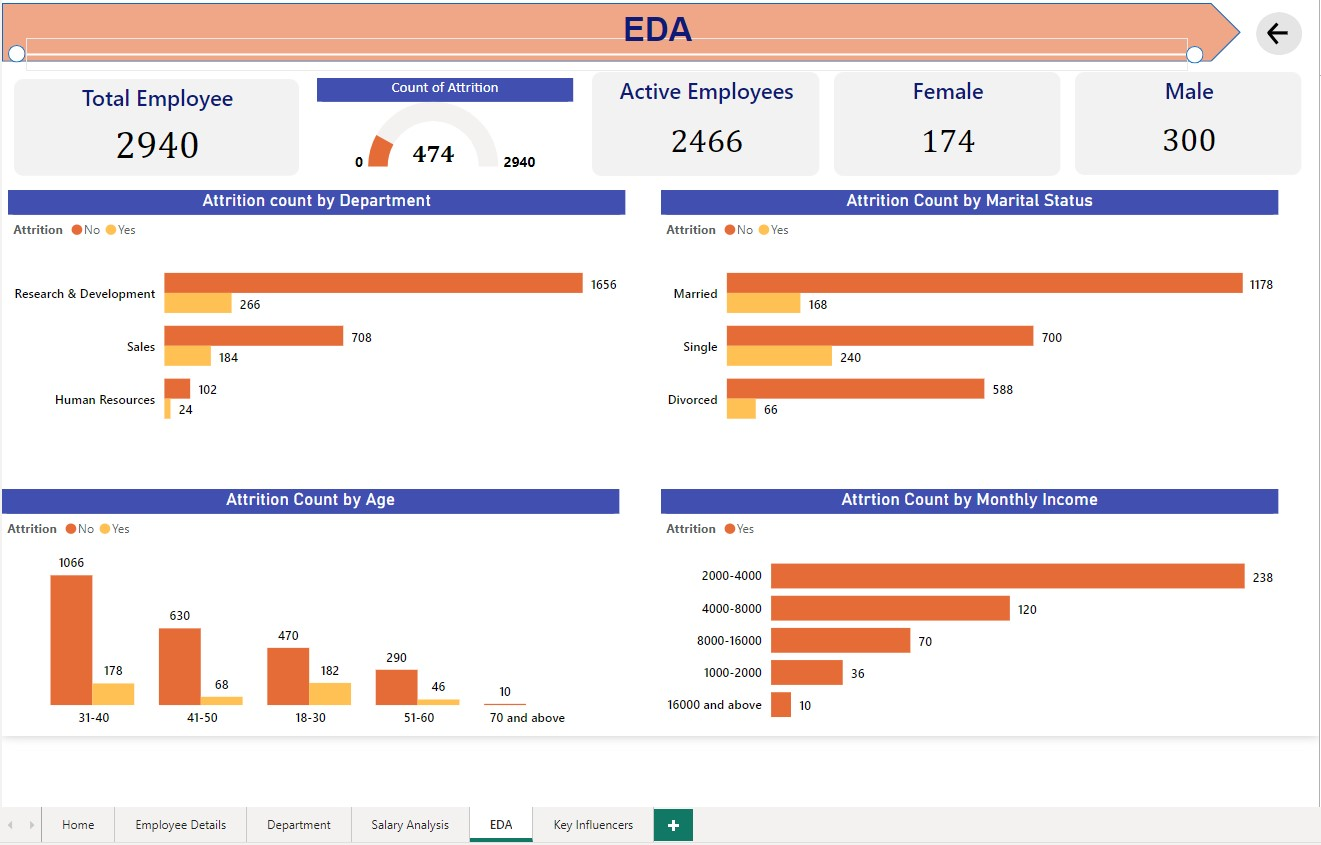 EDA
Total Employee
2940
Count of Attrition
0
474
2940
Active Employees
2466
Female
174
Male
300
Attrition count by Department
Attrition No Yes
Research & Development 1656
266
Sales 708
184
Human Resources 102
24
Attrition Count by Marital Status
Attrition No Yes
Married 1178
168
Single 700
240
Divorced 588
66
Attrition Count by Age
Attrition No Yes
1066
178
630
68
470
182
290
46
10
31-40 41-50 18-30 51-60 70 and above
Attrtion Count by Monthly Income
Attrition Yes
2000-4000 238
4000-8000 120
8000-16000 70
1000-2000 36
16000 and above 10
Home Employee Details Department Salary Analysis EDA Key Influencers +